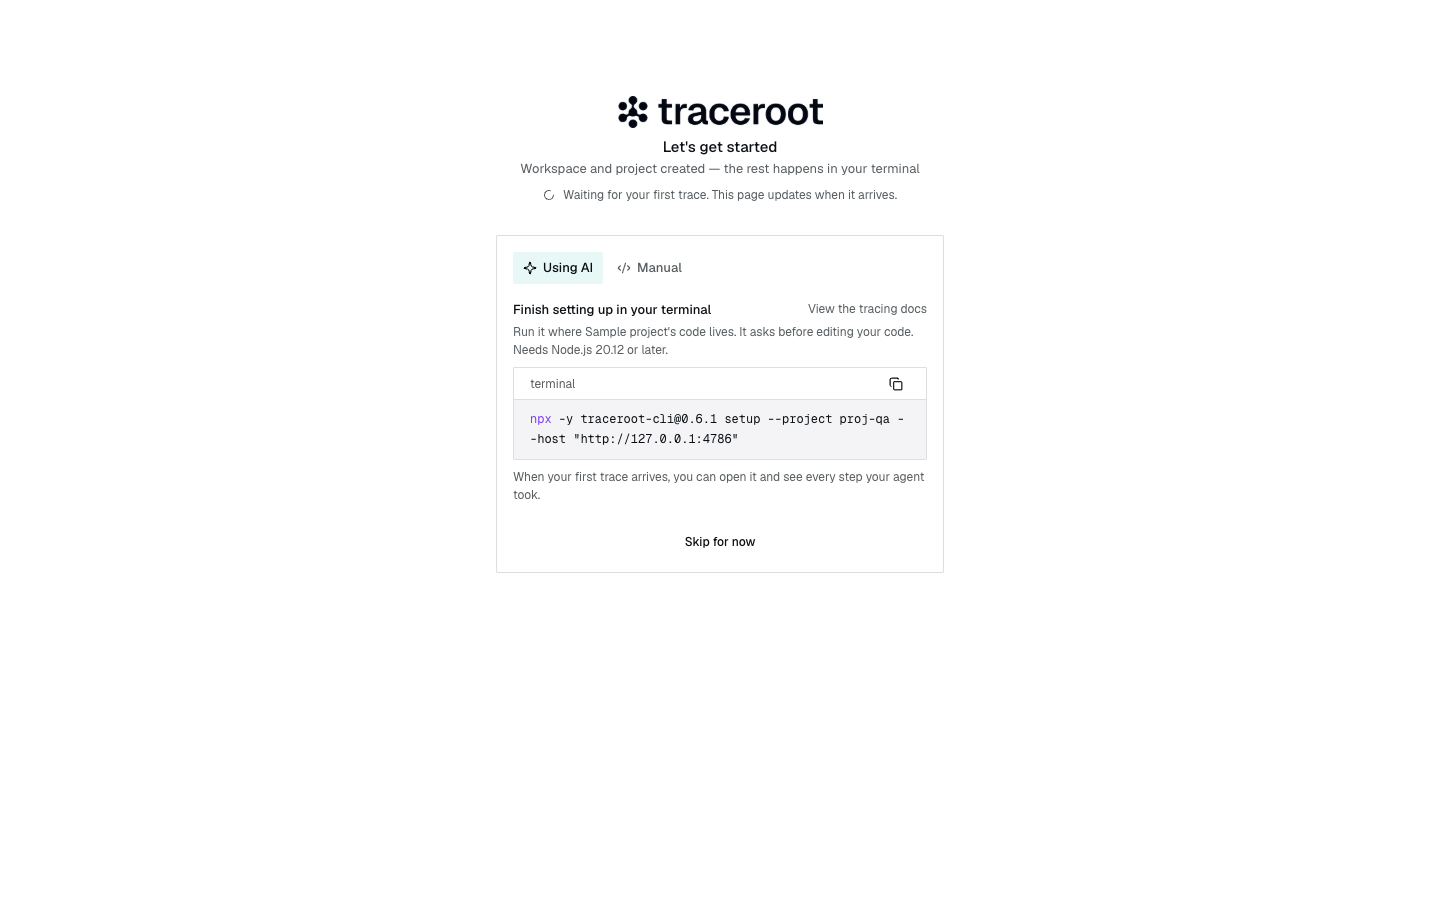 traceroot
Let's get started
Workspace and project created — the rest happens in your terminal
Waiting for your first trace. This page updates when it arrives.
Using AI
Manual
Finish setting up in your terminal
View the tracing docs
Run it where Sample project's code lives. It asks before editing your code.
Needs Node.js 20.12 or later.
terminal
npx -y traceroot-cli@0.6.1 setup --project proj-qa -
-host "http://127.0.0.1:4786"
When your first trace arrives, you can open it and see every step your agent
took.
Skip for now